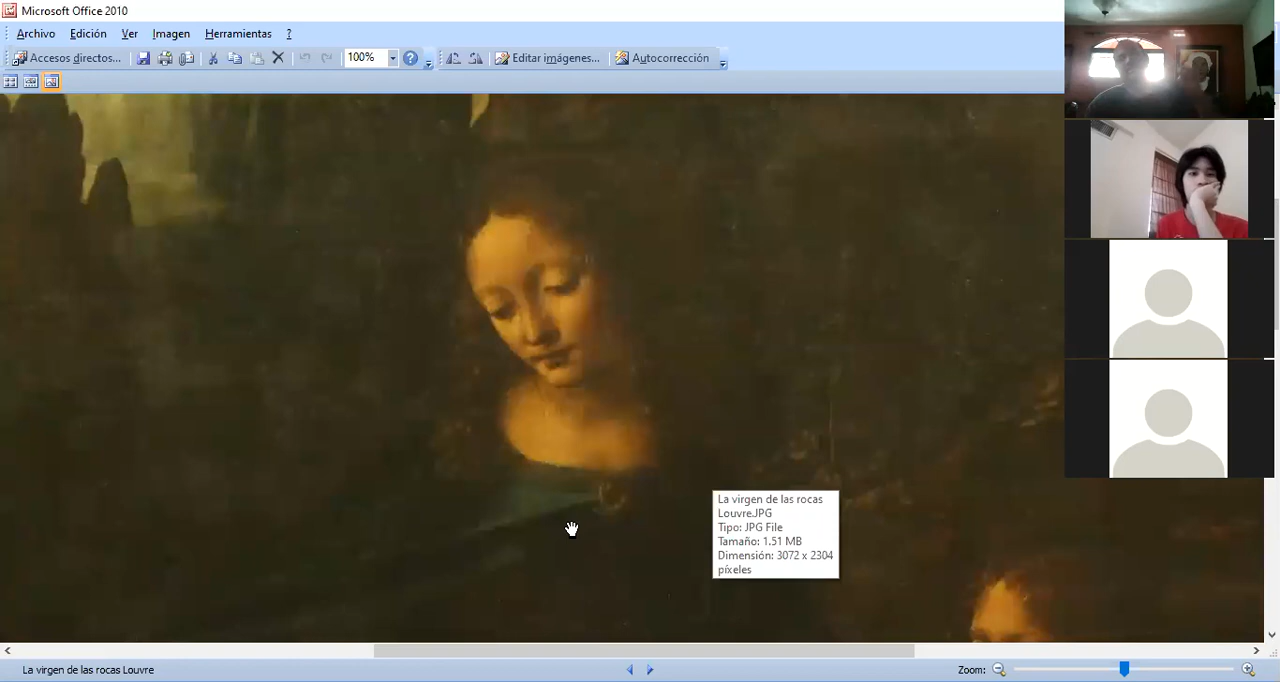 Microsoft Office 2010
Archivo Edición Ver Imagen Herramientas ?
Accesos directos... 100% Editar imágenes... Autocorrección
La virgen de las rocas
Louvre.JPG
Tipo: JPG File
Tamaño: 1.51 MB
Dimensión: 3072 x 2304
píxeles
La virgen de las rocas Louvre Zoom: